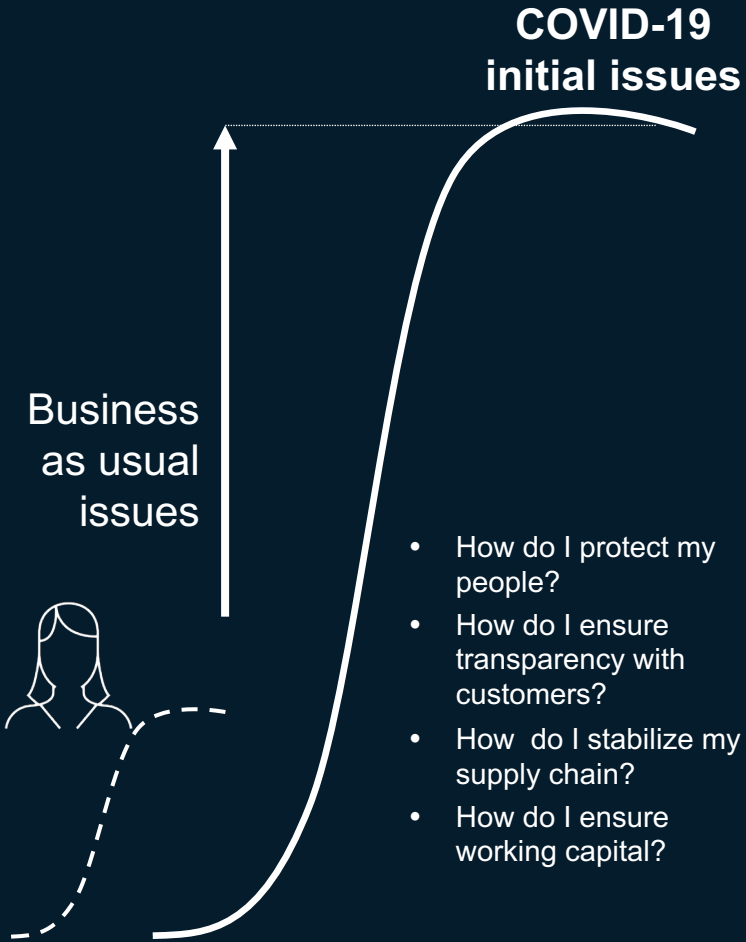 COVID-19
initial issues
Business
as usual
issues
• How do I protect my
people?
• How do I ensure
transparency with
customers?
• How  do I stabilize my
supply chain?
• How do I ensure
working capital?